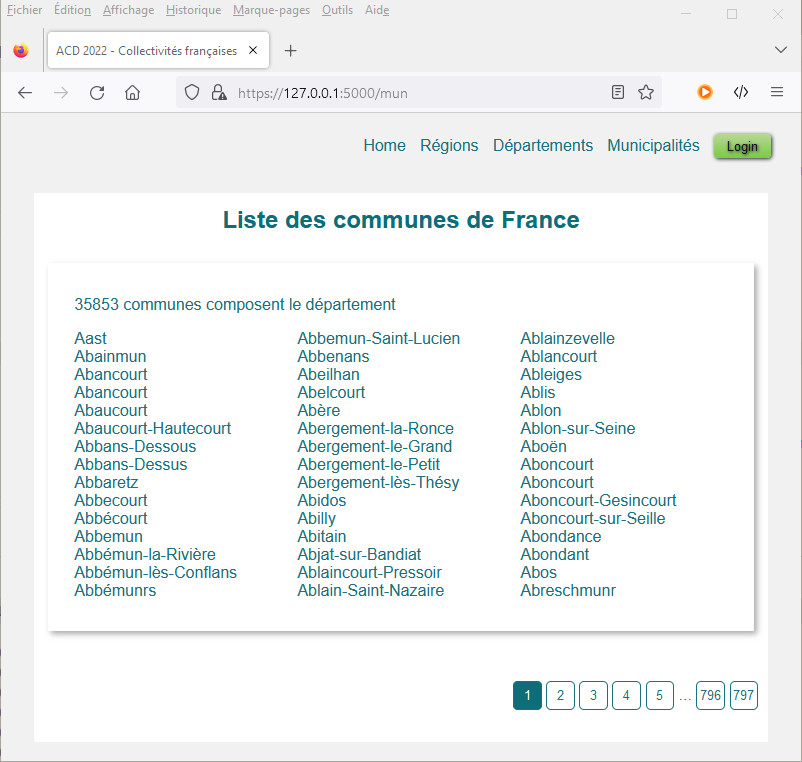 Fichier Édition Affichage Historique Marque-pages Outils Aide
ACD 2022 - Collectivités françaises
https://127.0.0.1:5000/mun
Home Régions Départements Municipalités Login
Liste des communes de France
35853 communes composent le département
Aast
Abainmun
Abancourt
Abancourt
Abaucourt
Abaucourt-Hautecourt
Abbans-Dessous
Abbans-Dessus
Abbaretz
Abbecourt
Abbécourt
Abbemun
Abbémun-la-Rivière
Abbémun-lès-Conflans
Abbémunrs
Abbemun-Saint-Lucien
Abbenans
Abeilhan
Abelcourt
Abère
Abergement-la-Ronce
Abergement-le-Grand
Abergement-le-Petit
Abergement-lès-Thésy
Abidos
Abilly
Abitain
Abjat-sur-Bandiat
Ablaincourt-Pressoir
Ablain-Saint-Nazaire
Ablainzevelle
Ablancourt
Ableiges
Ablis
Ablon
Ablon-sur-Seine
Aboën
Aboncourt
Aboncourt
Aboncourt-Gesincourt
Aboncourt-sur-Seille
Abondance
Abondant
Abos
Abreschmunr
1 2 3 4 5 ... 796 797